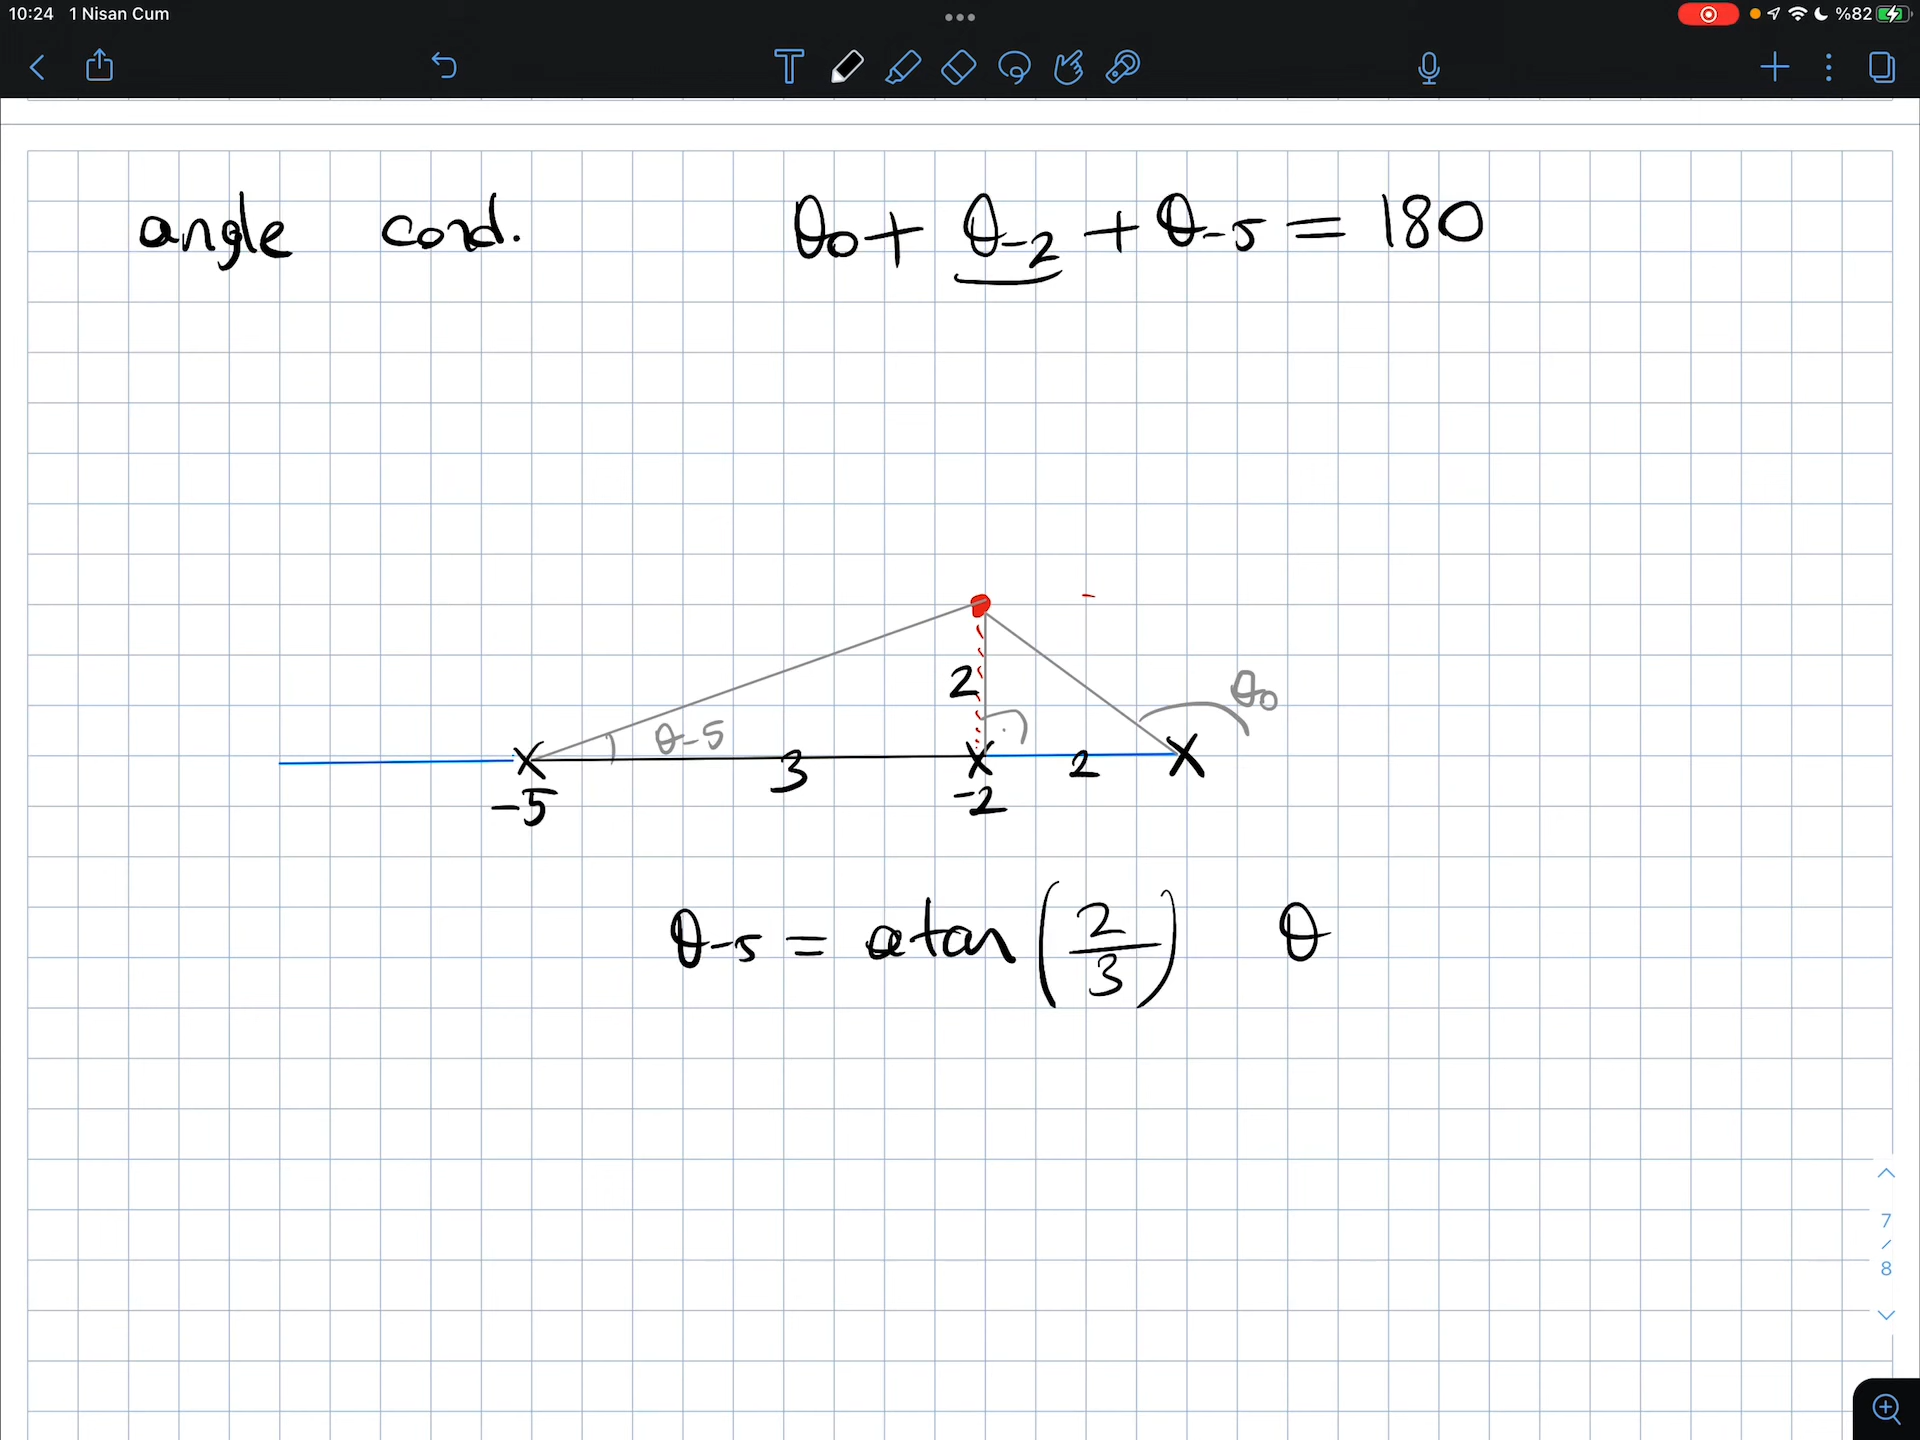 10:24 1 Nisan Cum
%82
T
angle cond. θ0 + θ-2 + θ-5 = 180
2
θ0
θ-5
3
2
-5
-2
θ-5 = atan(2/3) θ
7
/
8